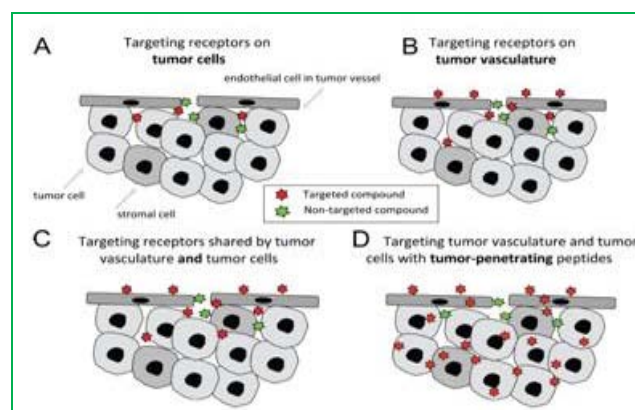 A
Targeting receptors on
tumor cells
B
Targeting receptors on
tumor vasculature
endothelial cell in tumor vessel
tumor cell
stromal cell
Targeted compound
Non-targeted compound
C
Targeting receptors shared by tumor
vasculature and tumor cells
D
Targeting tumor vasculature and tumor
cells with tumor-penetrating peptides